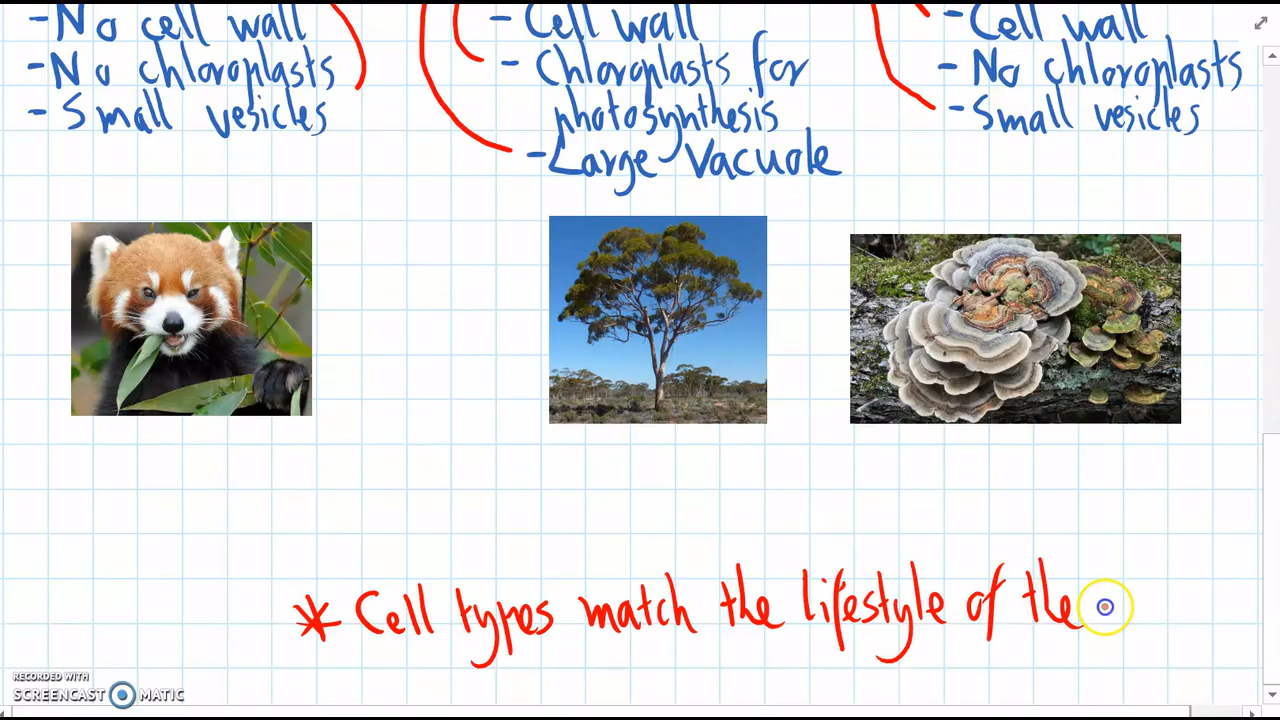 - No cell wall
- No chloroplasts
- Small vesicles
- Cell wall
- Chloroplasts for
photosynthesis
- Large Vacuole
- Cell wall
- No chloroplasts
- Small vesicles
* Cell types match the lifestyle of the
RECORDED WITH
SCREENCAST MATIC